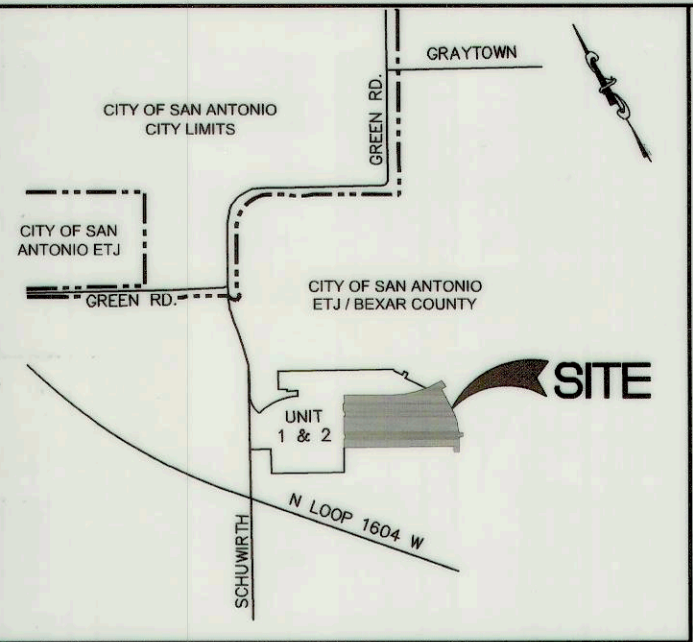 GRAYTOWN
GREEN RD.
CITY OF SAN ANTONIO
CITY LIMITS
CITY OF SAN
ANTONIO ETJ
GREEN RD.
CITY OF SAN ANTONIO
ETJ / BEXAR COUNTY
SITE
UNIT
1 & 2
N LOOP 1604 W
SCHUWIRTH